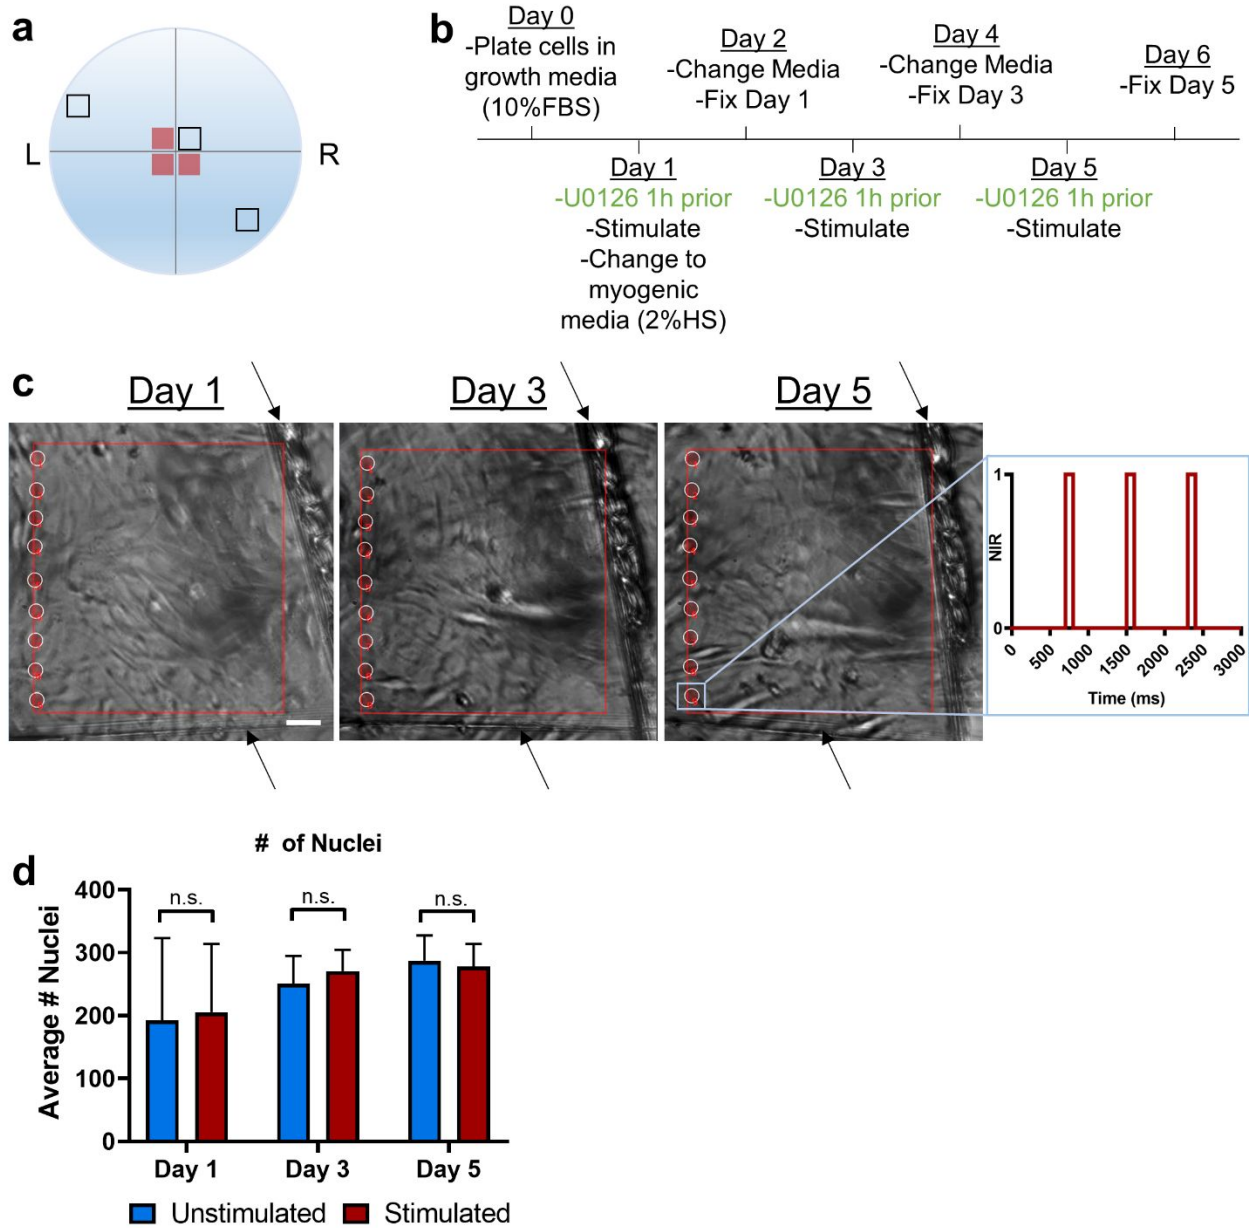 a
L
R
b
Day 0
-Plate cells in
growth media
(10%FBS)
Day 2
-Change Media
-Fix Day 1
Day 4
-Change Media
-Fix Day 3
Day 6
-Fix Day 5
Day 1
-U0126 1h prior
-Stimulate
-Change to
myogenic
media (2%HS)
Day 3
-U0126 1h prior
-Stimulate
Day 5
-U0126 1h prior
-Stimulate
c
Day 1
Day 3
Day 5
NIR
1
0
0 500 1000 1500 2000 2500 3000
Time (ms)
d
# of Nuclei
Average # Nuclei
400
300
200
100
0
n.s.
n.s.
n.s.
Day 1
Day 3
Day 5
Unstimulated
Stimulated